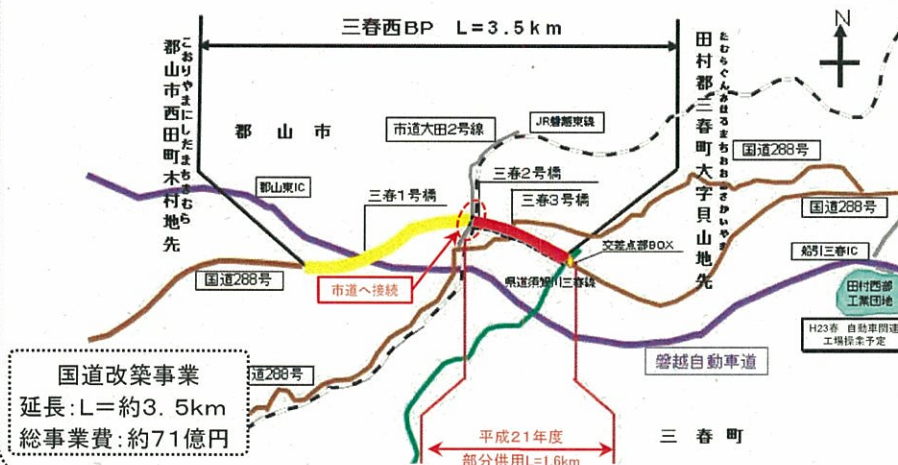 三春西BP L=3.5km
N
こおりやまにしだまちきむら
郡山市西田町木村地先
たむらぐんみはるまちおおあざかいやま
田村郡三春町大字貝山地先
郡山市
市道大田2号線
JR磐越東線
国道288号
郡山東IC
三春2号橋
三春1号橋
三春3号橋
国道288号
交差点部BOX
船引三春IC
国道288号
市道へ接続
県道須賀川三春線
田村西部
工業団地
H23春 自動車関連
工場操業予定
磐越自動車道
国道改築事業
延長:L=約3.5km
総事業費:約71億円
道288号
平成21年度
部分供用L=1.6km
三春町